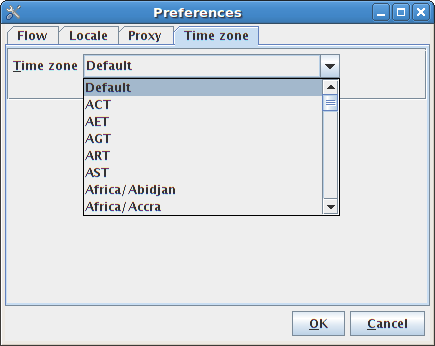 Preferences
Flow Locale Proxy Time zone
Time zone Default
Default
ACT
AET
AGT
ART
AST
Africa/Abidjan
Africa/Accra
OK Cancel